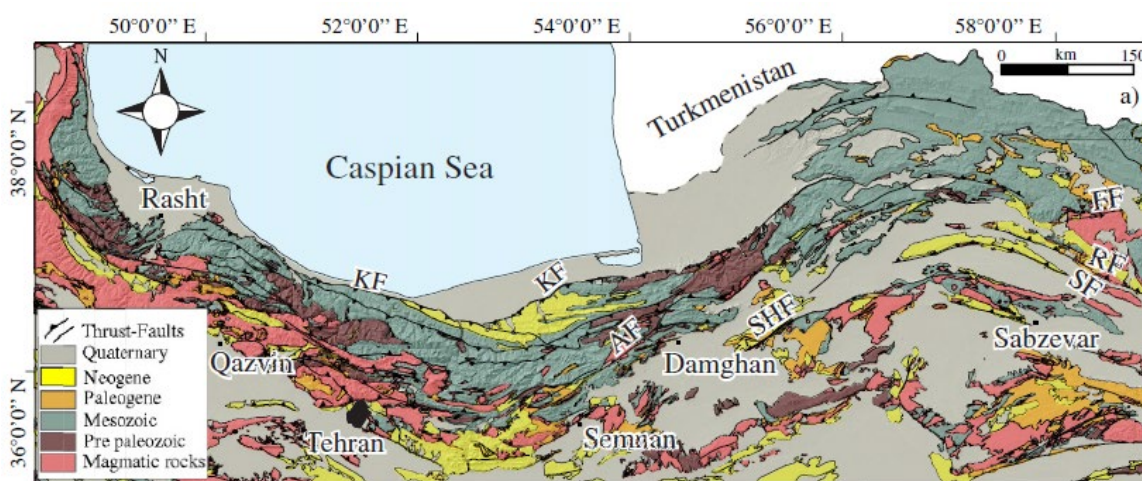 50°0'0'' E 52°0'0'' E 54°0'0'' E 56°0'0'' E 58°0'0'' E
N
0 km 150
a)
Turkmenistan
38°0'0'' N
Caspian Sea
Rasht
FF
KF
KF
RF
SF
SHF
AF
Thrust-Faults
Quaternary
Neogene
Paleogene
Mesozoic
Pre paleozoic
Magmatic rocks
Qazvin
Damghan
Sabzevar
36°0'0'' N
Tehran
Semnan